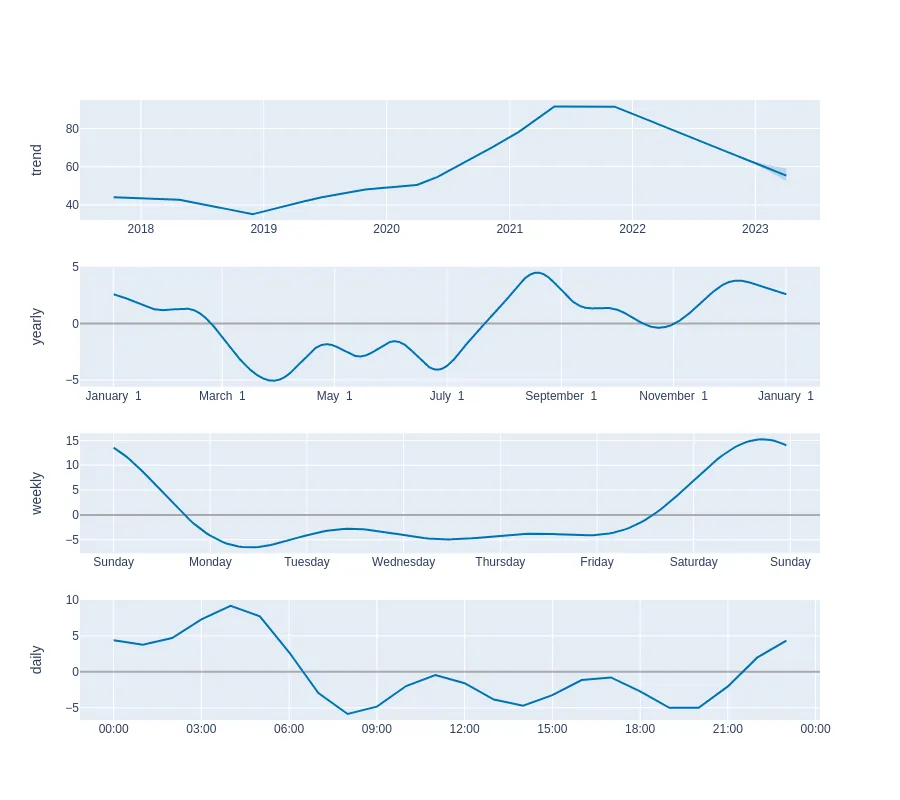 trend
80
60
40
2018 2019 2020 2021 2022 2023
yearly
5
0
−5
January 1 March 1 May 1 July 1 September 1 November 1 January 1
weekly
15
10
5
0
−5
Sunday Monday Tuesday Wednesday Thursday Friday Saturday Sunday
daily
10
5
0
−5
00:00 03:00 06:00 09:00 12:00 15:00 18:00 21:00 00:00